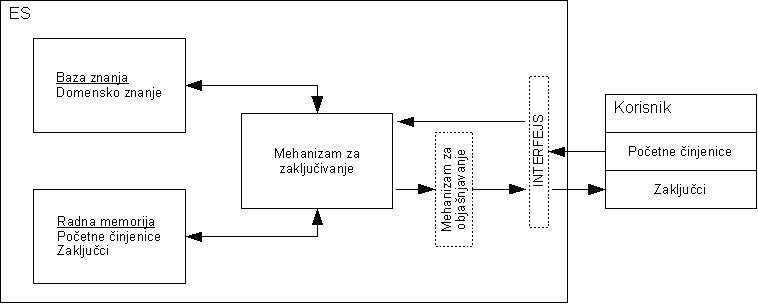 ES
Baza znanja
Domensko znanje
Mehanizam za
zaključivanje
Radna memorija
Početne činjenice
Zaključci
Mehanizam za
objašnjavanje
INTERFEJS
Korisnik
Početne činjenice
Zaključci